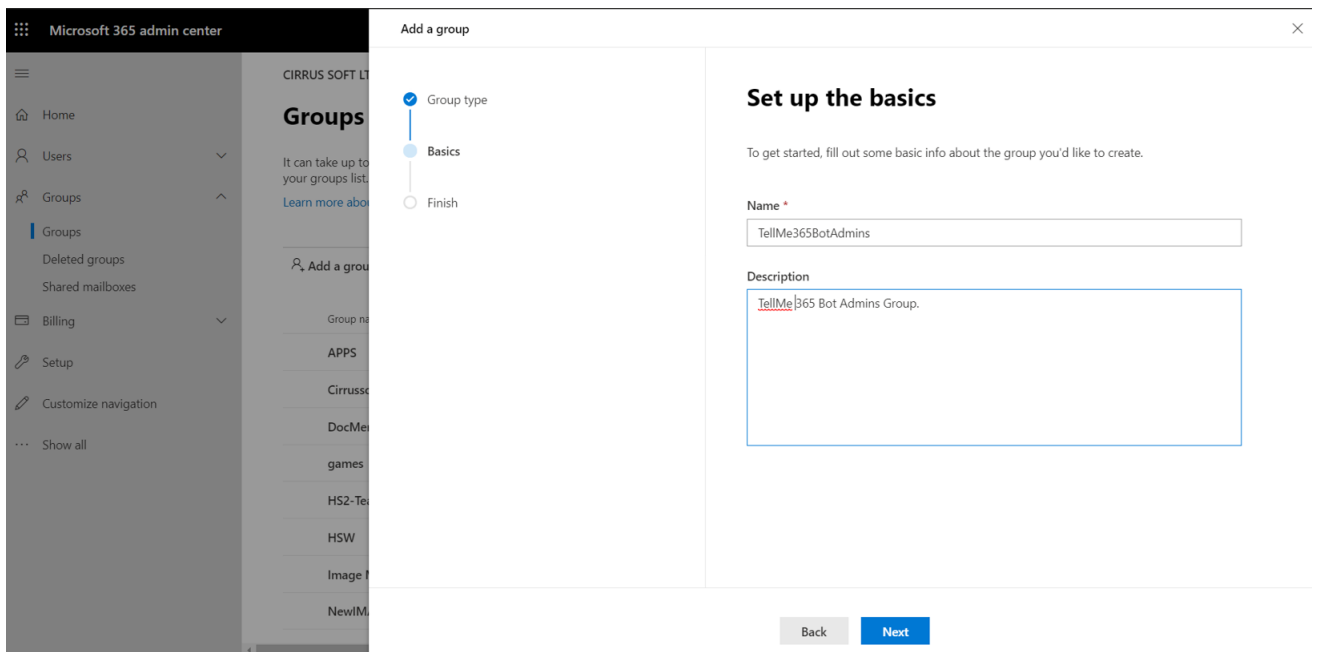 Microsoft 365 admin center
Add a group
Home
Users
Groups
Groups
Deleted groups
Shared mailboxes
Billing
Setup
Customize navigation
Show all
CIRRUS SOFT LT
Groups
It can take up to
your groups list.
Learn more abou
Add a grou
Group na
APPS
Cirrusso
DocMer
games
HS2-Tea
HSW
Image
NewIM
Group type
Basics
Finish
Set up the basics
To get started, fill out some basic info about the group you'd like to create.
Name *
TellMe365BotAdmins
Description
TellMe 365 Bot Admins Group.
Back
Next